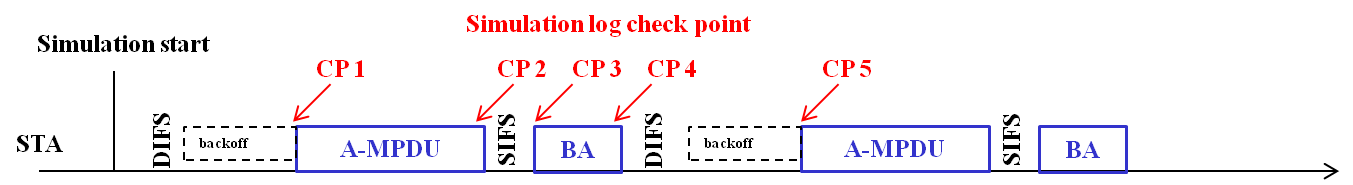 Simulation log check point
Simulation start
CP 1
CP 2
CP 3
CP 4
CP 5
STA
DIFS
backoff
A-MPDU
SIFS
BA
DIFS
backoff
A-MPDU
SIFS
BA